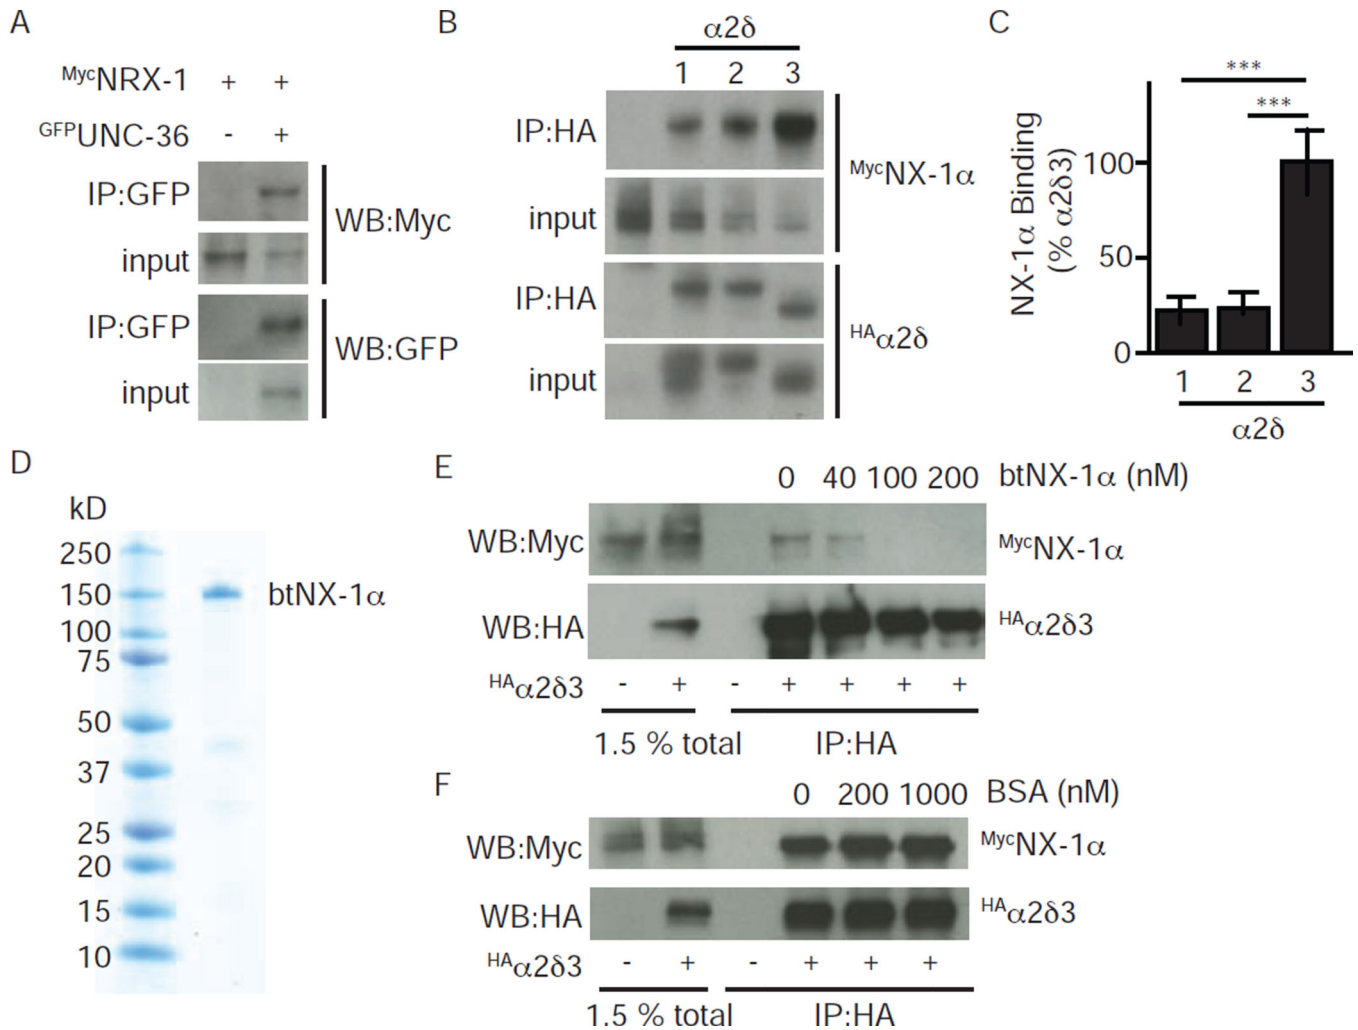 A
MycNRX-1 + +
GFPUNC-36 - +
IP:GFP
input
WB:Myc
IP:GFP
input
WB:GFP
B
α2δ
1 2 3
IP:HA
input
MycNX-1α
IP:HA
input
HAα2δ
C
NX-1α Binding
(% α2δ3)
***
***
100
50
0
1 2 3
α2δ
D
kD
250
150
100
75
50
37
25
20
15
10
btNX-1α
E
0 40 100 200 btNX-1α (nM)
WB:Myc MycNX-1α
WB:HA HAα2δ3
HAα2δ3 - + - + + + +
1.5 % total IP:HA
F
0 200 1000 BSA (nM)
WB:Myc MycNX-1α
WB:HA HAα2δ3
HAα2δ3 - + - + + +
1.5 % total IP:HA